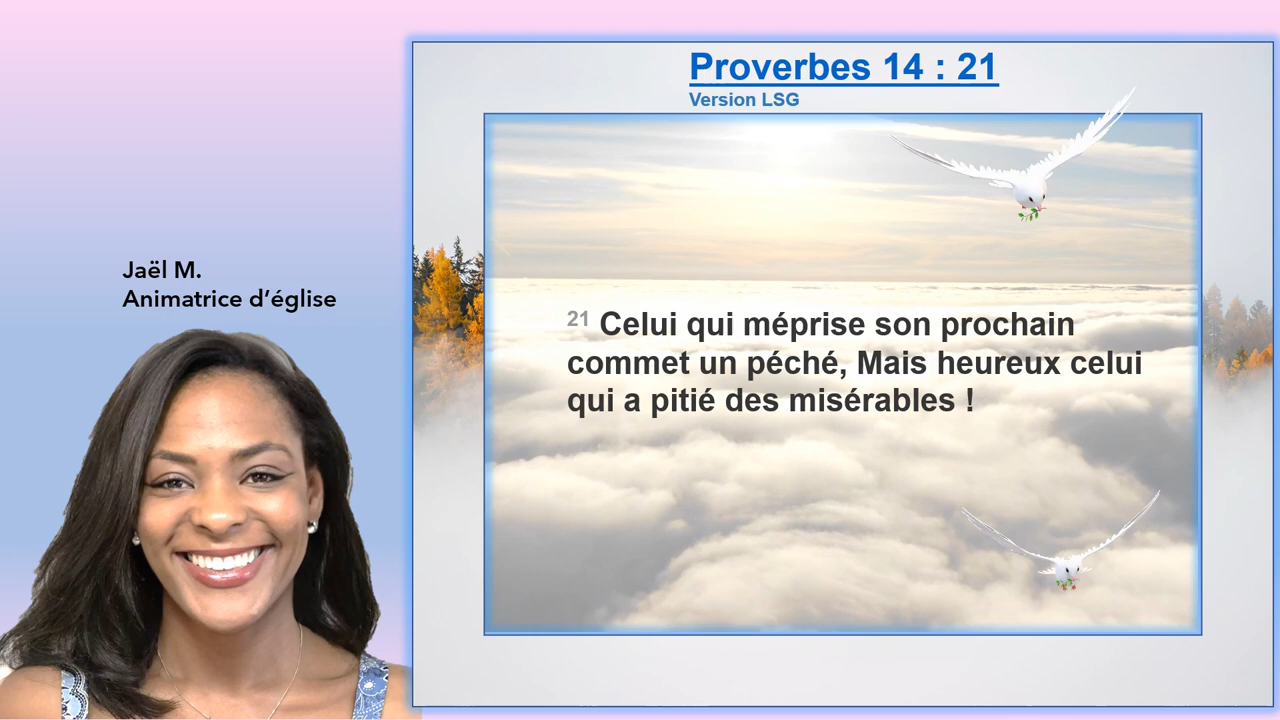 Proverbes 14 : 21
Version LSG
Jaël M.
Animatrice d’église
21 Celui qui méprise son prochain
commet un péché, Mais heureux celui
qui a pitié des misérables !